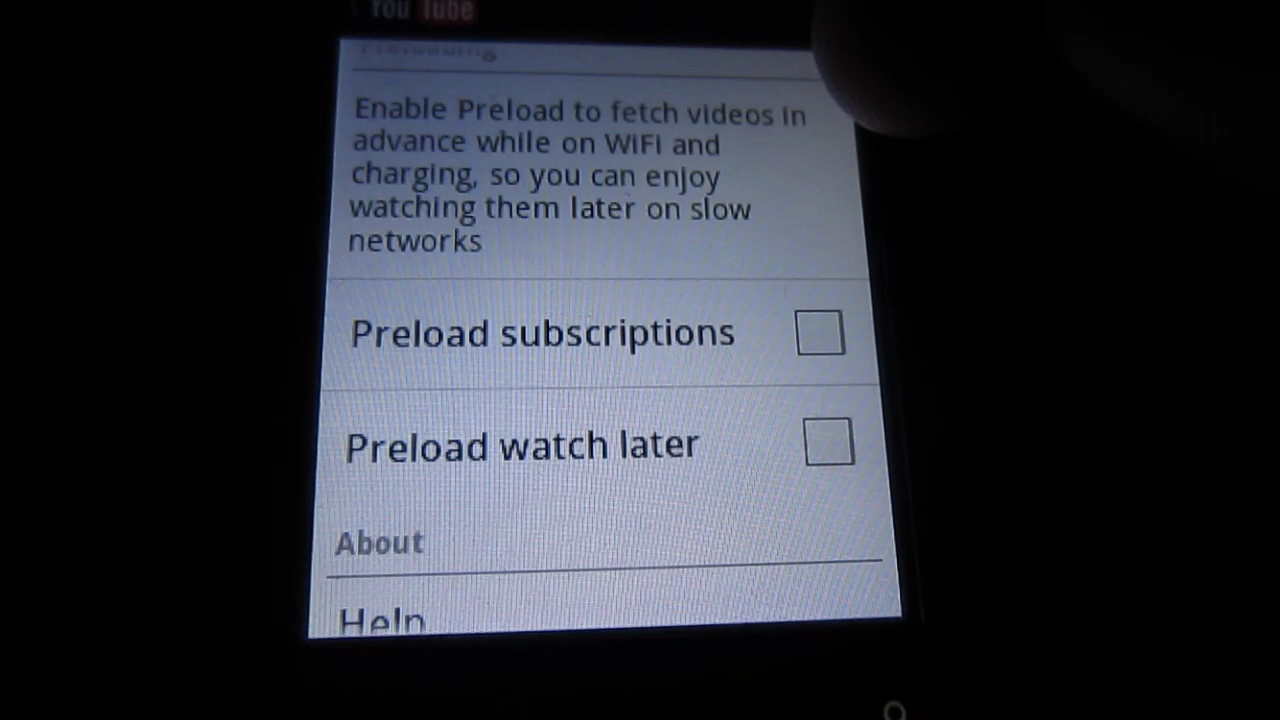 YouTube
Preloading
Enable Preload to fetch videos in
advance while on WiFi and
charging, so you can enjoy
watching them later on slow
networks
Preload subscriptions
Preload watch later
About
Help